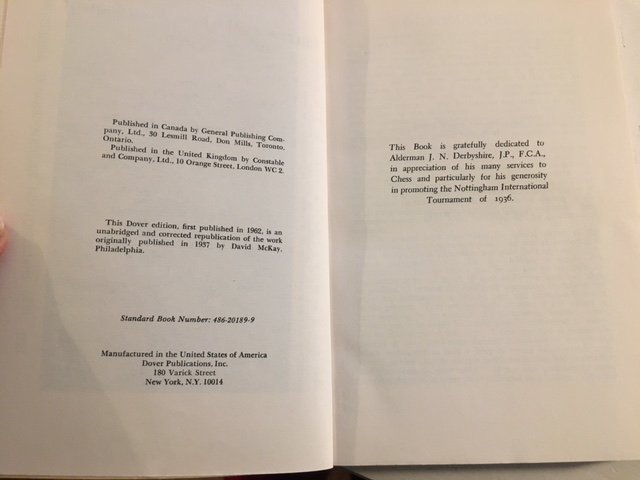 Published in Canada by General Publishing Com-
pany, Ltd., 30 Lesmill Road, Don Mills, Toronto,
Ontario.
Published in the United Kingdom by Constable
and Company, Ltd., 10 Orange Street, London WC 2.
This Dover edition, first published in 1962, is an
unabridged and corrected republication of the work
originally published in 1937 by David McKay,
Philadelphia.
Standard Book Number: 486-20189-9
Manufactured in the United States of America
Dover Publications, Inc.
180 Varick Street
New York, N.Y. 10014
This Book is gratefully dedicated to
Alderman J. N. Derbyshire, J.P., F.C.A.,
in appreciation of his many services to
Chess and particularly for his generosity
in promoting the Nottingham International
Tournament of 1936.